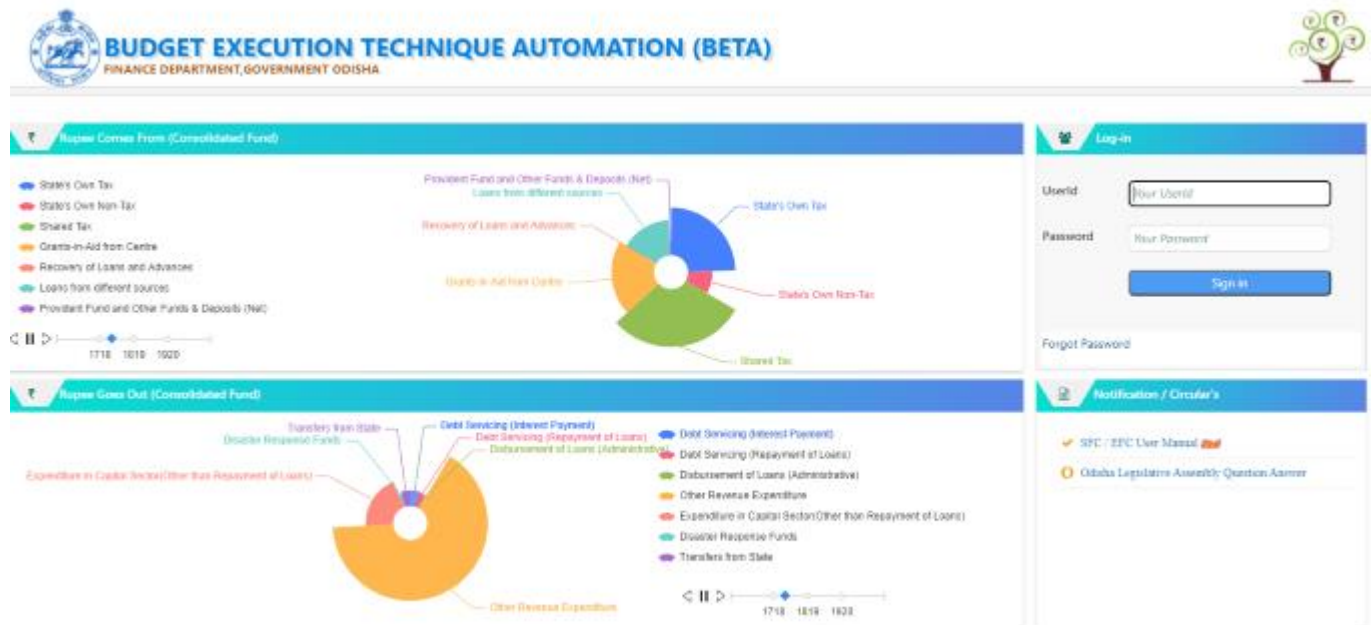 BUDGET EXECUTION TECHNIQUE AUTOMATION (BETA)
FINANCE DEPARTMENT,GOVERNMENT ODISHA
₹ Rupee Comes From (Consolidated Fund)
State's Own Tax
State's Own Non-Tax
Shared Tax
Grants-in-Aid from Centre
Recovery of Loans and Advances
Loans from different sources
Provident Fund and Other Funds & Deposits (Net)
1718 1819 1920
Provident Fund and Other Funds & Deposits (Net)
Loans from different sources
Recovery of Loans and Advances
Grants-in-Aid from Centre
State's Own Tax
State's Own Non-Tax
Shared Tax
Log-in
UserId
Your UserId
Password
Your Password
Sign in
Forgot Password
₹ Rupee Goes Out (Consolidated Fund)
Transfers from State
Disaster Response Funds
Expenditure in Capital Sector(Other than Repayment of Loans)
Debt Servicing (Interest Payment)
Debt Servicing (Repayment of Loans)
Disbursement of Loans (Administrative)
Other Revenue Expenditure
Debt Servicing (Interest Payment)
Debt Servicing (Repayment of Loans)
Disbursement of Loans (Administrative)
Other Revenue Expenditure
Expenditure in Capital Sector(Other than Repayment of Loans)
Disaster Response Funds
Transfers from State
1718 1819 1920
Notification / Circular's
SFC / EFC User Manual
Odisha Legislative Assembly Question Answer